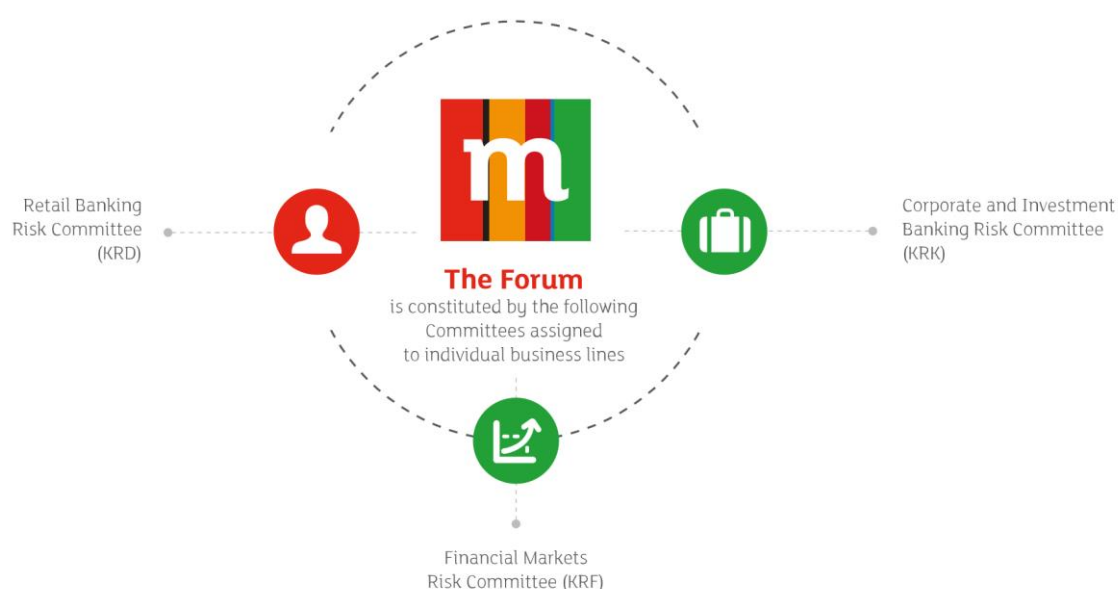 m
The Forum
is constituted by the following
Committees assigned
to individual business lines
Retail Banking
Risk Committee
(KRD)
Corporate and Investment
Banking Risk Committee
(KRK)
Financial Markets
Risk Committee (KRF)